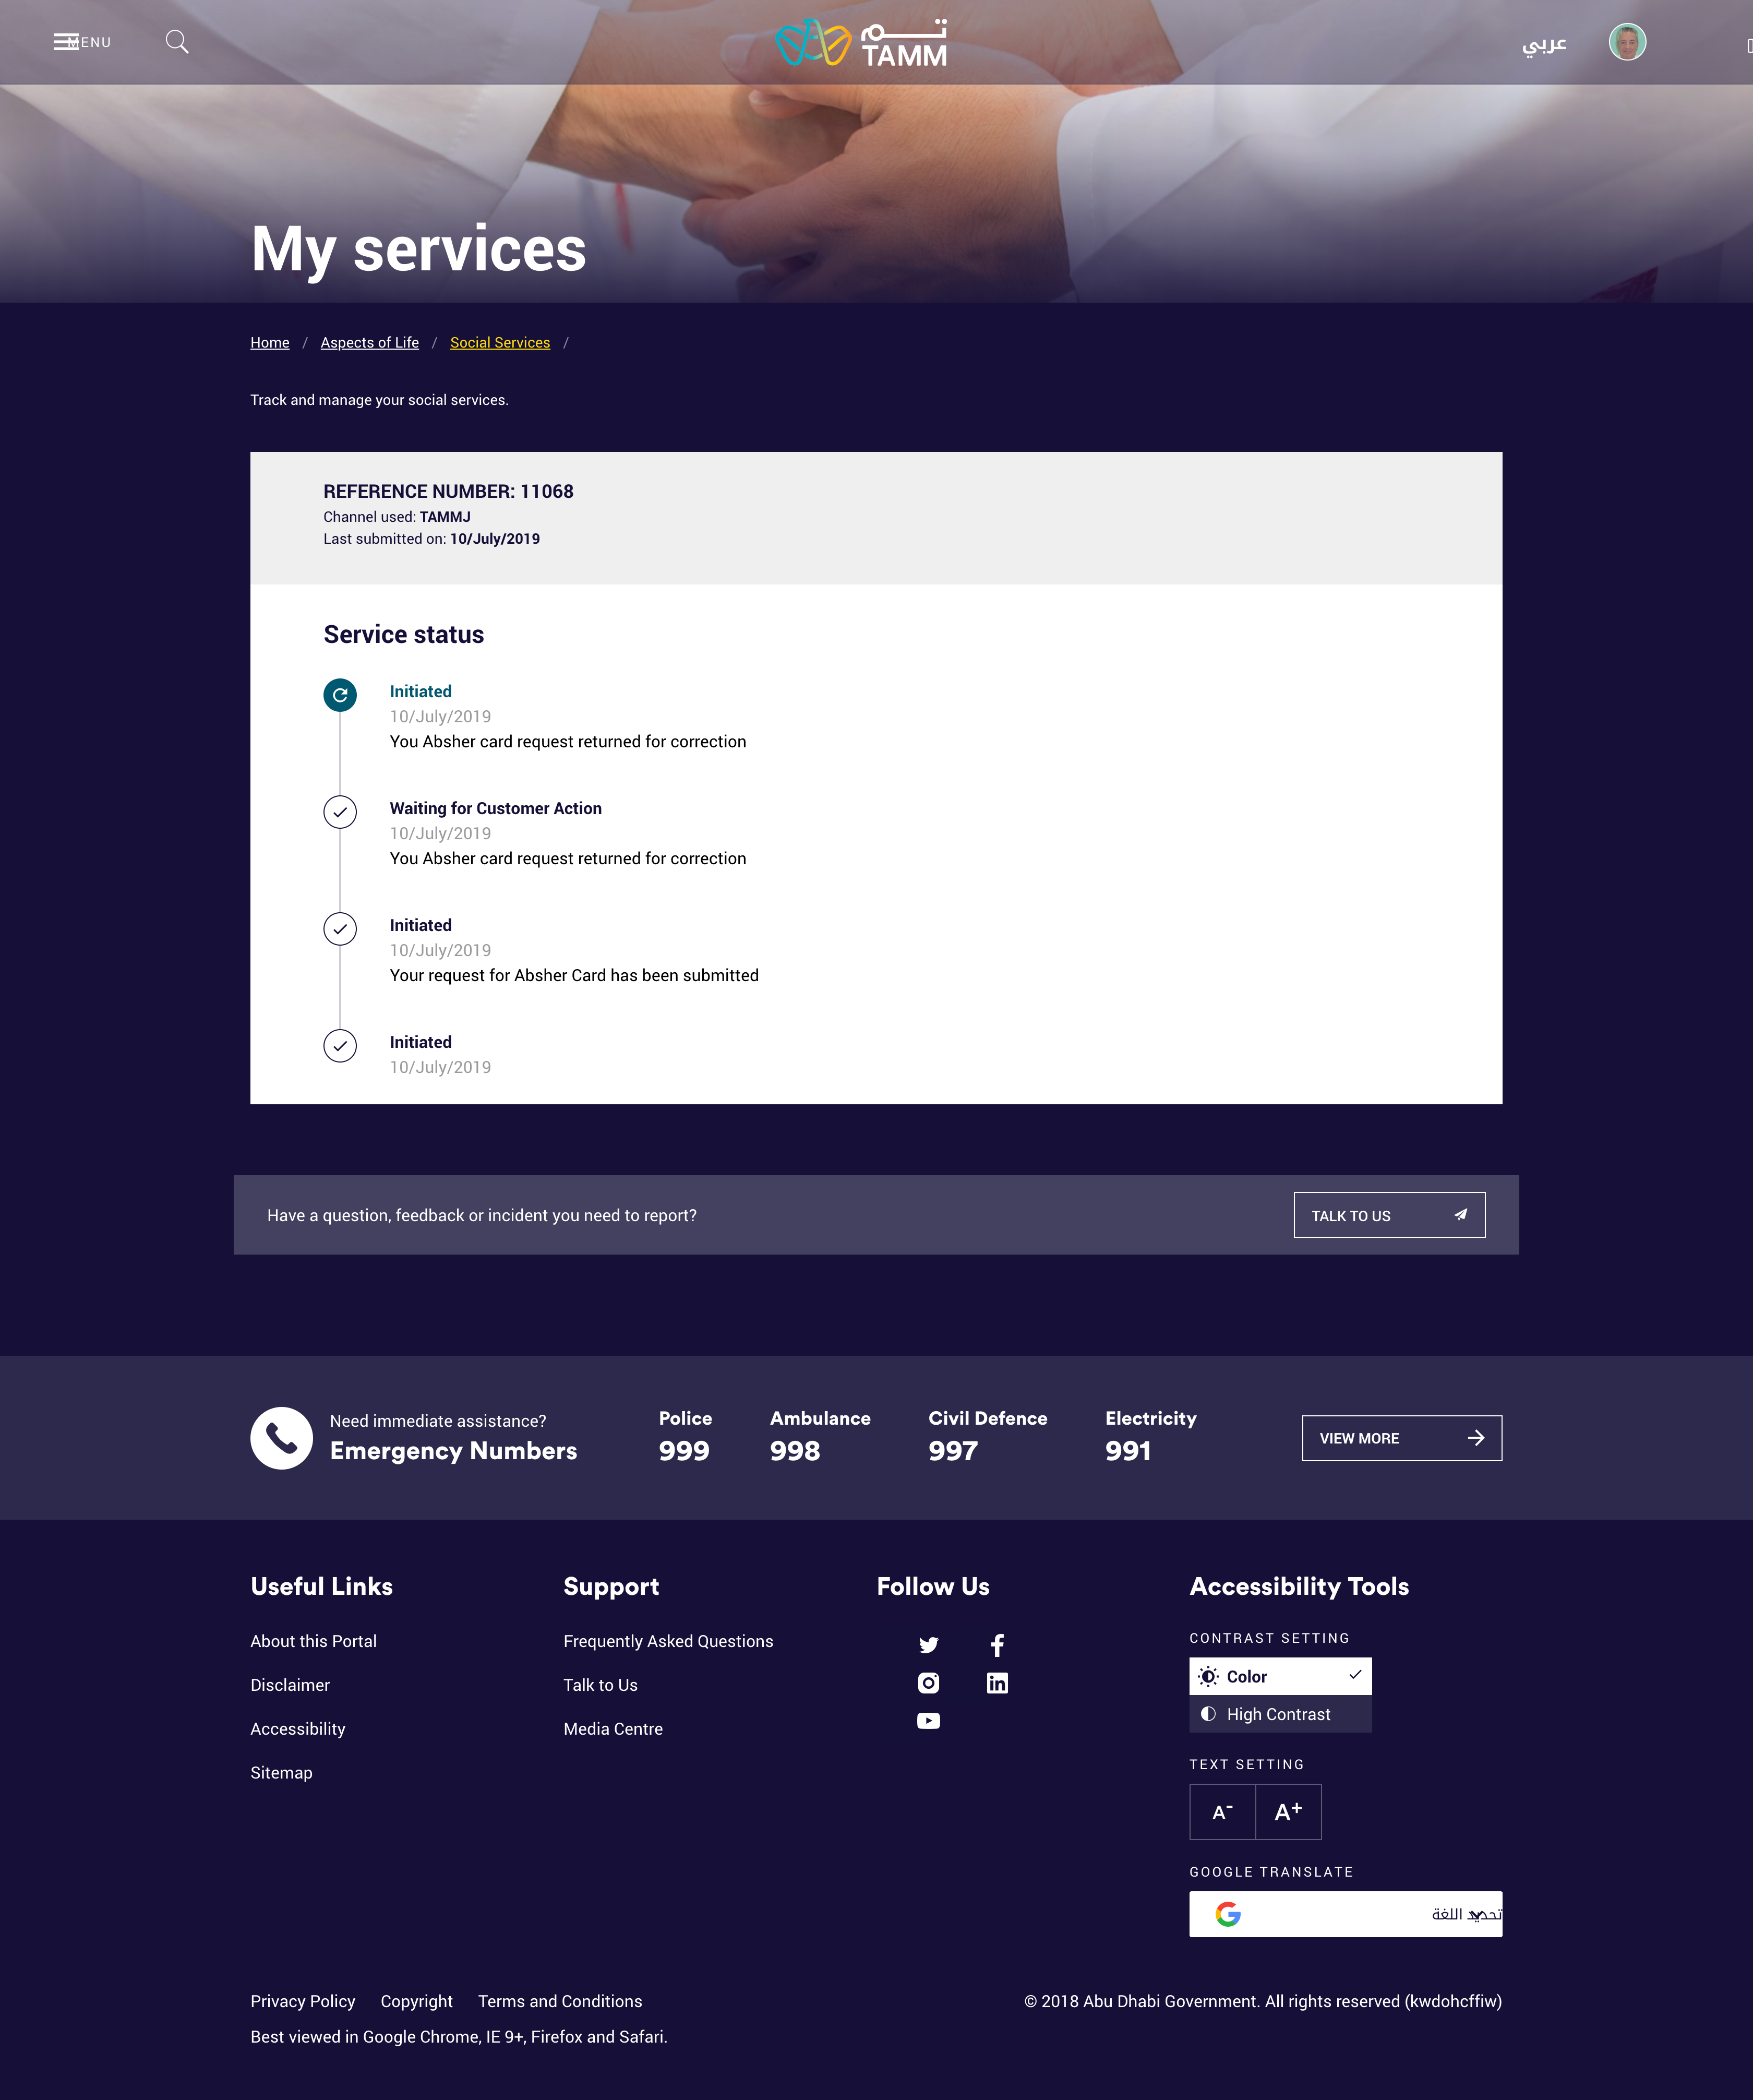 MENU
تـــم
TAMM
عربي
My services
Home / Aspects of Life / Social Services /
Track and manage your social services.
REFERENCE NUMBER: 11068
Channel used: TAMMJ
Last submitted on: 10/July/2019
Service status
Initiated
10/July/2019
You Absher card request returned for correction
Waiting for Customer Action
10/July/2019
You Absher card request returned for correction
Initiated
10/July/2019
Your request for Absher Card has been submitted
Initiated
10/July/2019
Have a question, feedback or incident you need to report?
TALK TO US
Need immediate assistance?
Emergency Numbers
Police
999
Ambulance
998
Civil Defence
997
Electricity
991
VIEW MORE
Useful Links
About this Portal
Disclaimer
Accessibility
Sitemap
Support
Frequently Asked Questions
Talk to Us
Media Centre
Follow Us
Accessibility Tools
CONTRAST SETTING
Color
High Contrast
TEXT SETTING
A- A+
GOOGLE TRANSLATE
تحديد اللغة
Privacy Policy Copyright Terms and Conditions
© 2018 Abu Dhabi Government. All rights reserved (kwdohcffiw)
Best viewed in Google Chrome, IE 9+, Firefox and Safari.